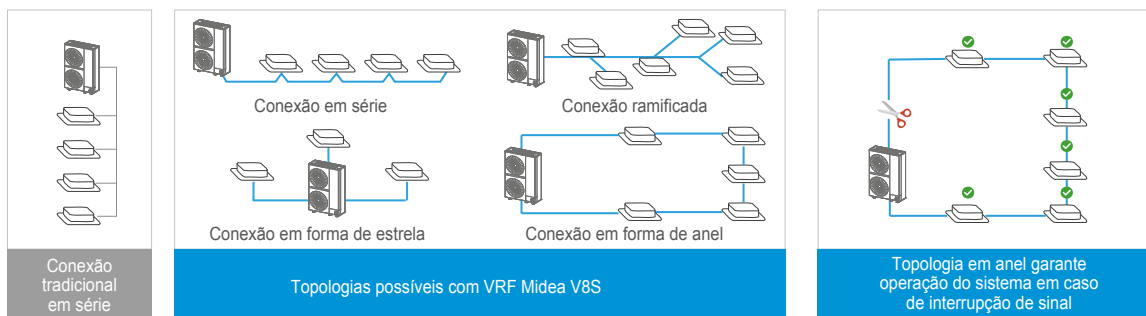 Conexão em série
Conexão ramificada
Conexão em forma de estrela
Conexão em forma de anel
Conexão
tradicional
em série
Topologias possíveis com VRF Midea V8S
Topologia em anel garante
operação do sistema em caso
de interrupção de sinal